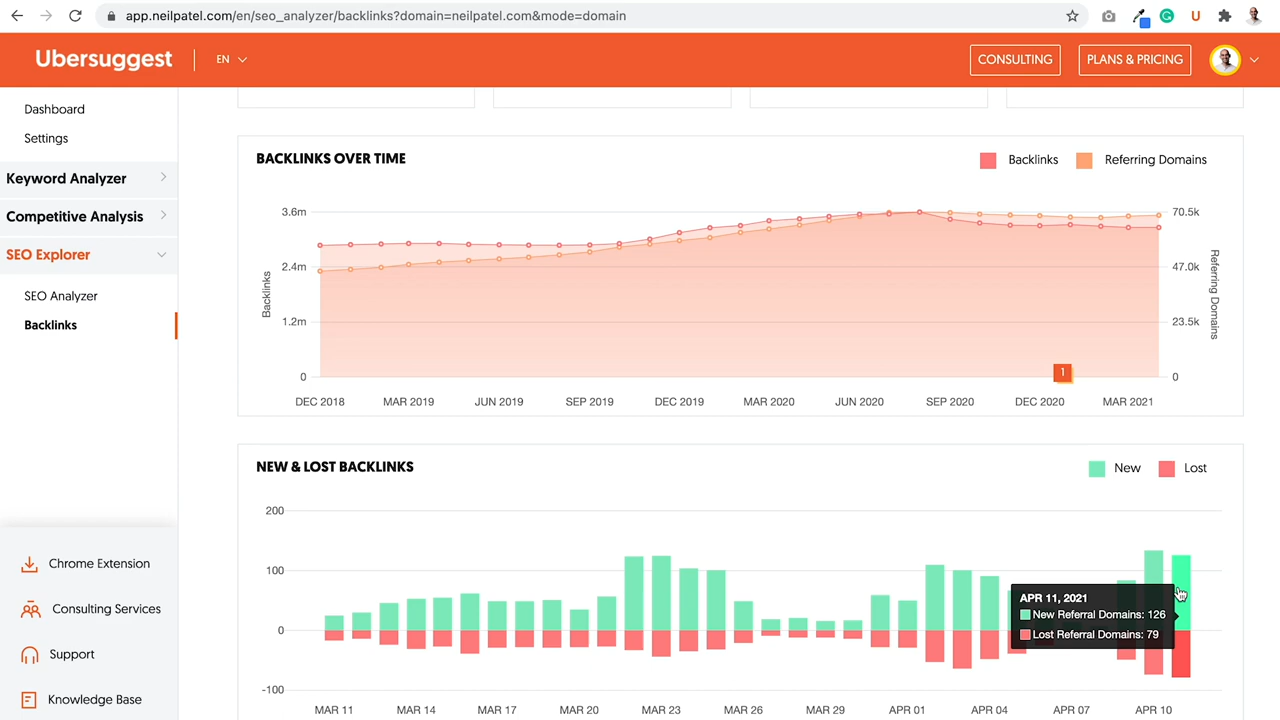 app.neilpatel.com/en/seo_analyzer/backlinks?domain=neilpatel.com&mode=domain
Ubersuggest
EN
CONSULTING
PLANS & PRICING
Dashboard
Settings
Keyword Analyzer
Competitive Analysis
SEO Explorer
SEO Analyzer
Backlinks
Chrome Extension
Consulting Services
Support
Knowledge Base
BACKLINKS OVER TIME
Backlinks
Referring Domains
3.6m
2.4m
1.2m
0
Backlinks
70.5k
47.0k
23.5k
0
Referring Domains
1
DEC 2018 MAR 2019 JUN 2019 SEP 2019 DEC 2019 MAR 2020 JUN 2020 SEP 2020 DEC 2020 MAR 2021
NEW & LOST BACKLINKS
New
Lost
200
100
0
-100
APR 11, 2021
New Referral Domains: 126
Lost Referral Domains: 79
MAR 11 MAR 14 MAR 17 MAR 20 MAR 23 MAR 26 MAR 29 APR 01 APR 04 APR 07 APR 10